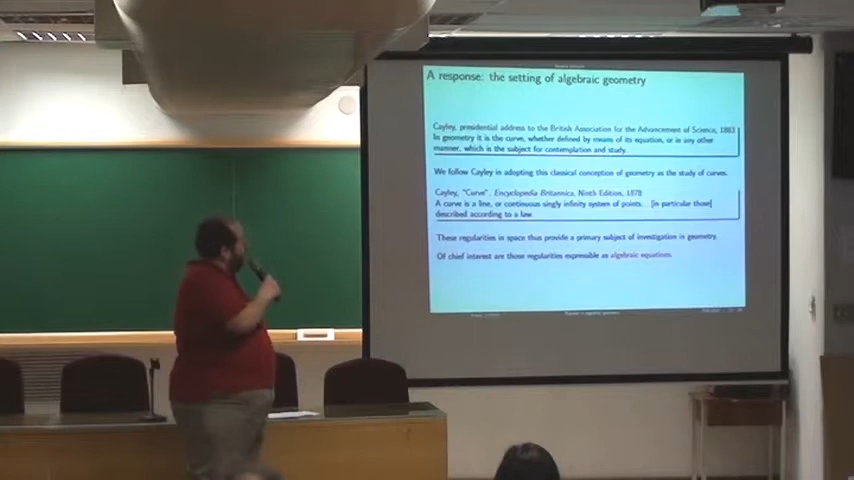 A response: the setting of algebraic geometry
Cayley, presidential address to the British Association for the Advancement of Science, 1883
In geometry it is the curve, whether defined by means of its equation, or in any other
manner, which is the subject for contemplation and study.
We follow Cayley in adopting this classical conception of geometry as the study of curves.
Cayley, "Curve", Encyclopedia Britannica, Ninth Edition, 1878
A curve is a line, or continuous singly infinity system of points... [in particular those]
described according to a law.
These regularities in space thus provide a primary subject of investigation in geometry.
Of chief interest are those regularities expressible as algebraic equations.